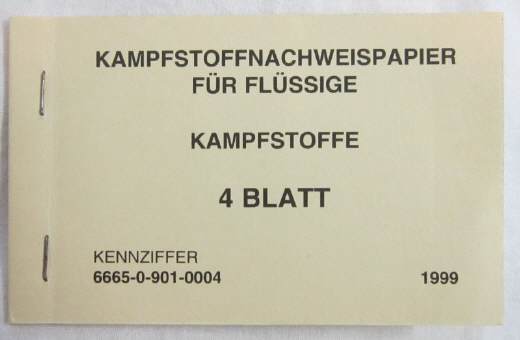 KAMPFSTOFFNACHWEISPAPIER
FÜR FLÜSSIGE
KAMPFSTOFFE
4 BLATT
KENNZIFFER
6665-0-901-0004 1999